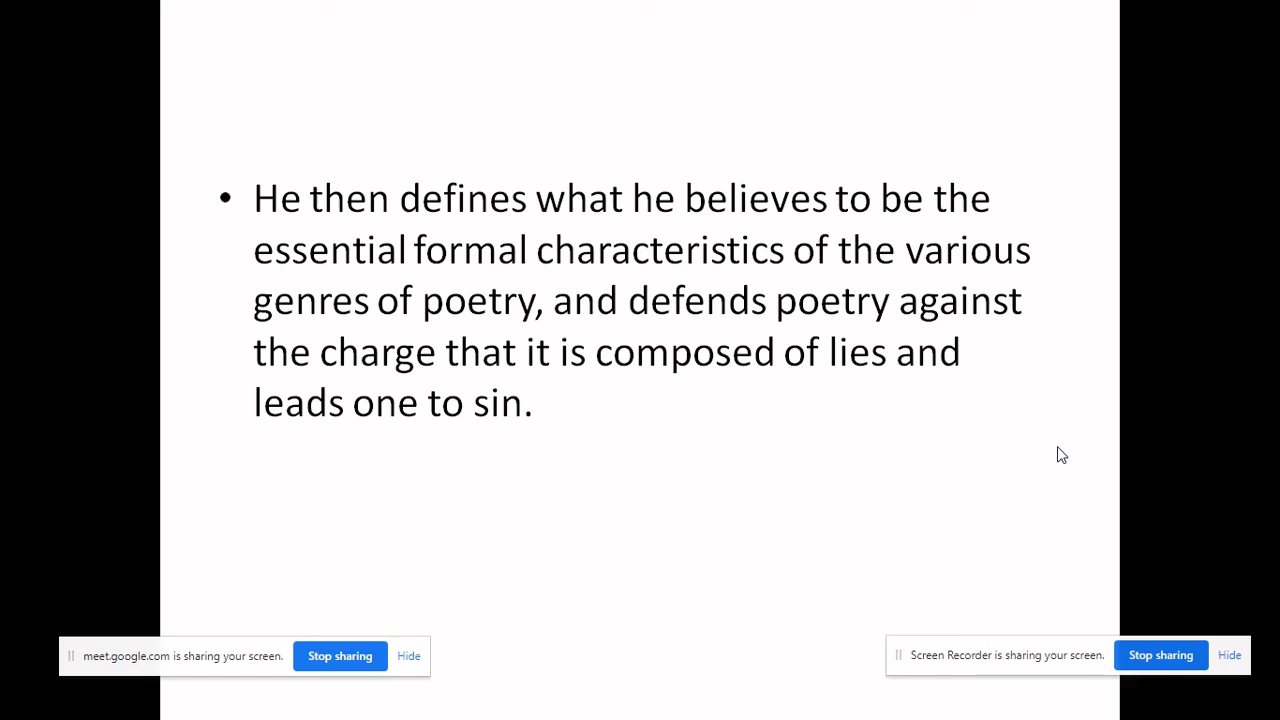 • He then defines what he believes to be the
essential formal characteristics of the various
genres of poetry, and defends poetry against
the charge that it is composed of lies and
leads one to sin.
meet.google.com is sharing your screen. Stop sharing Hide
Screen Recorder is sharing your screen. Stop sharing Hide